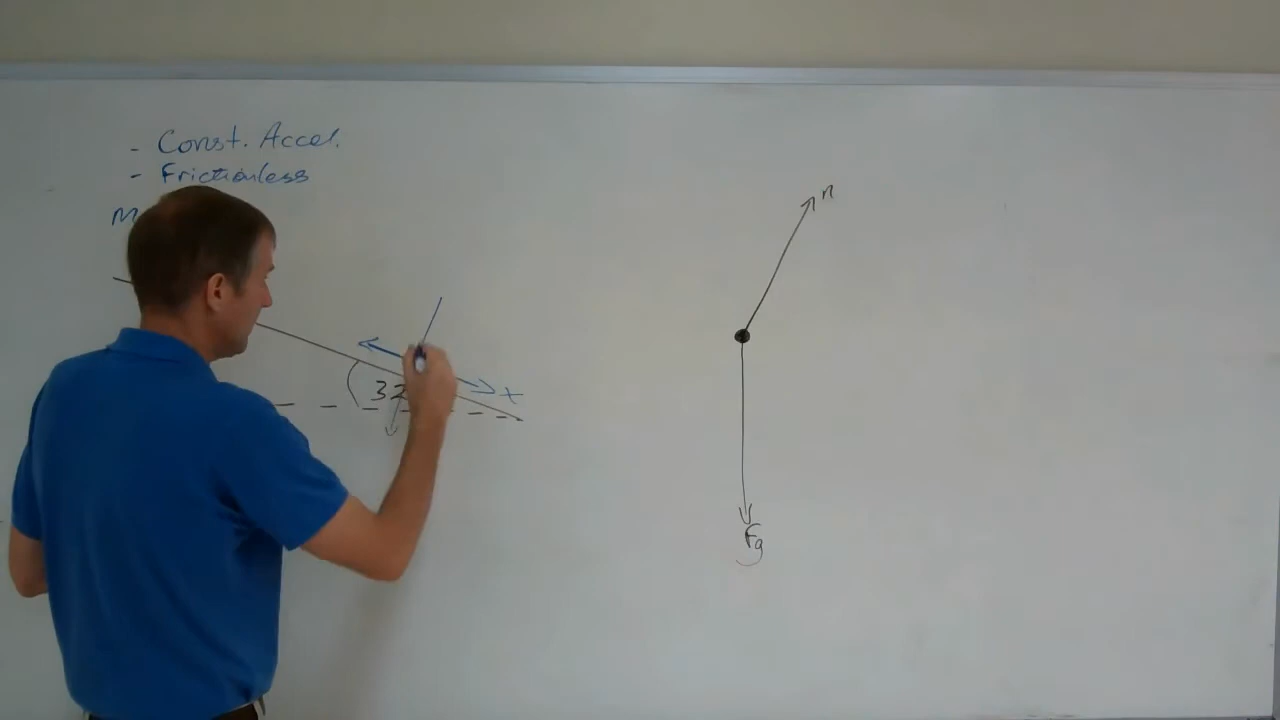 - Const. Accel.
- Frictionless
M
n
32
x
Fg